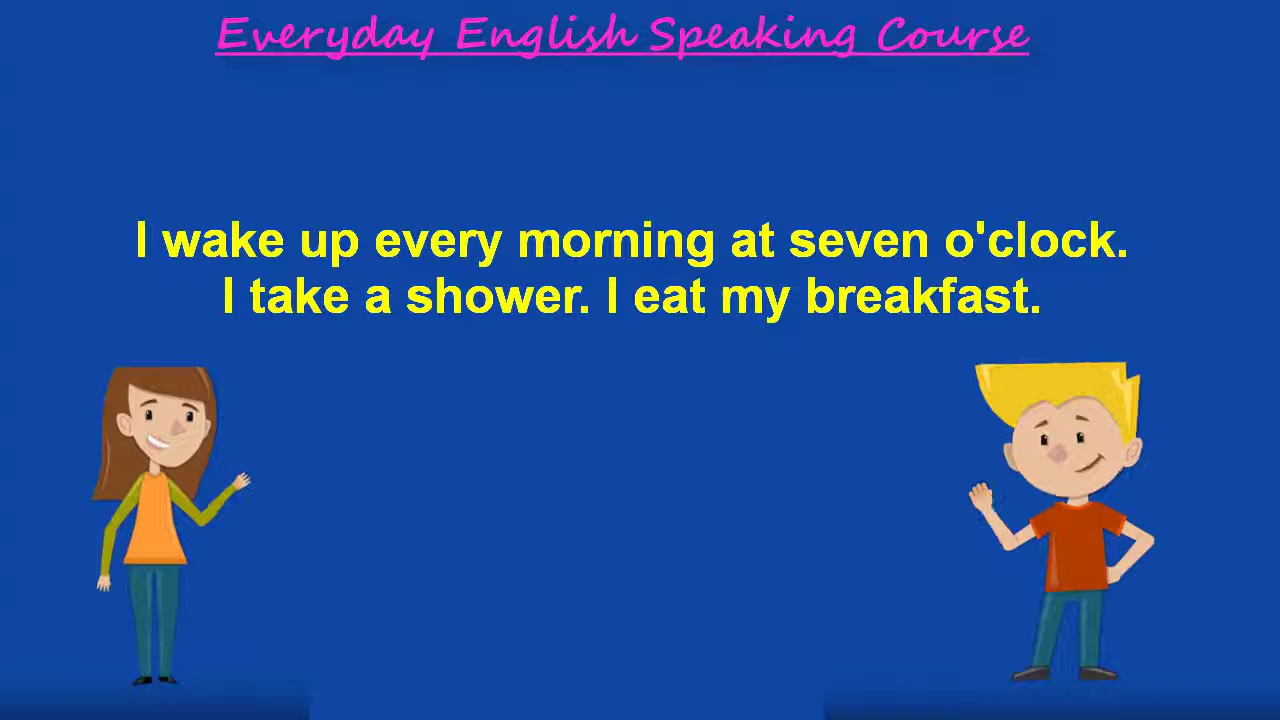 Everyday English Speaking Course
I wake up every morning at seven o'clock.
I take a shower. I eat my breakfast.